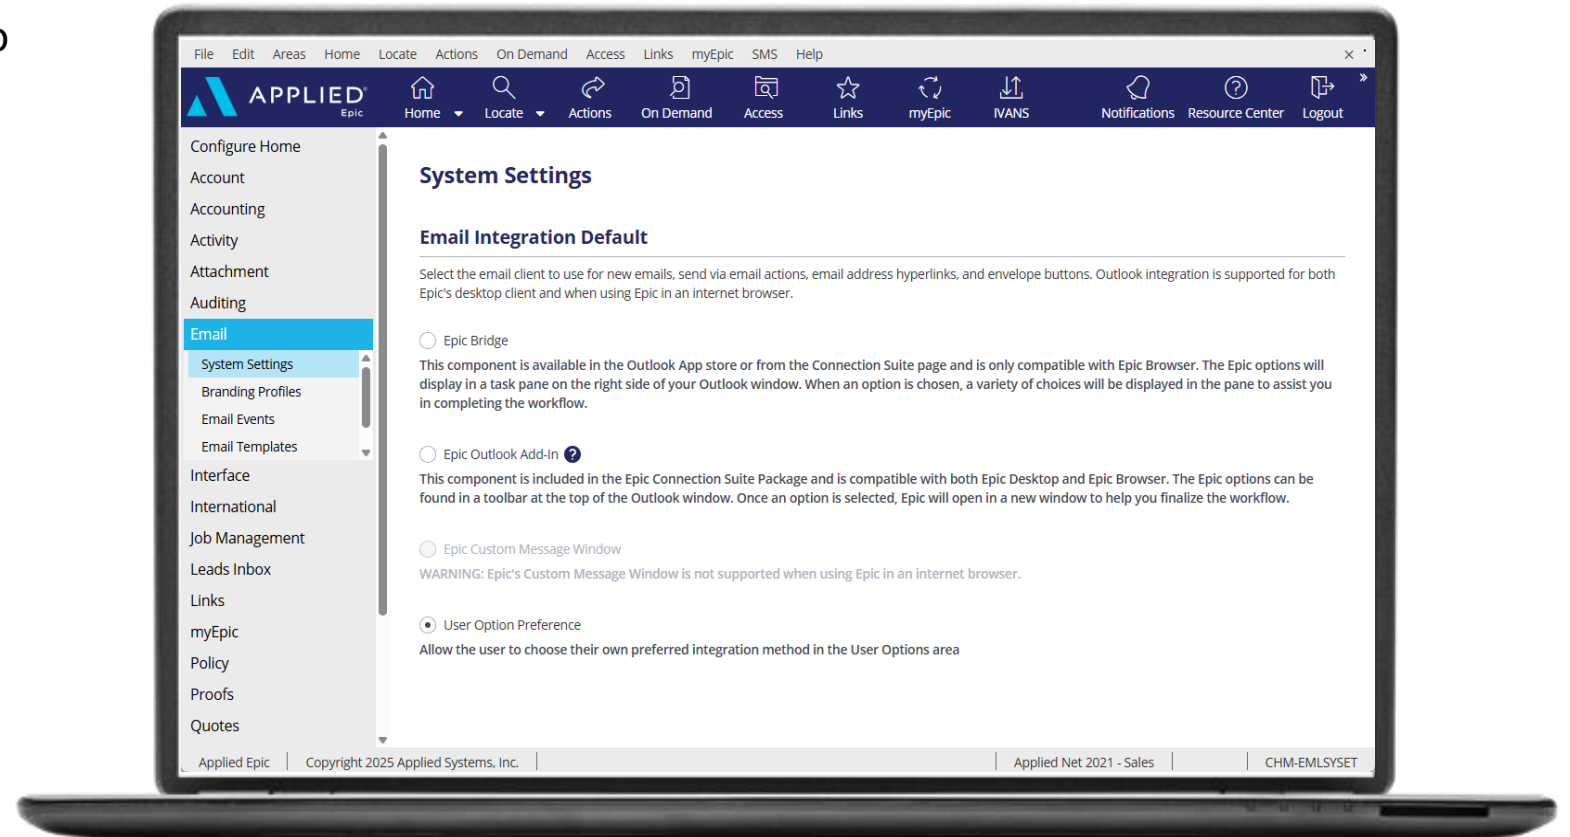 File Edit Areas Home Locate Actions On Demand Access Links myEpic SMS Help
APPLIED
Epic
Home Locate Actions On Demand Access Links myEpic IVANS Notifications Resource Center Logout
Configure Home
Account
Accounting
Activity
Attachment
Auditing
Email
System Settings
Branding Profiles
Email Events
Email Templates
Interface
International
Job Management
Leads Inbox
Links
myEpic
Policy
Proofs
Quotes
System Settings
Email Integration Default
Select the email client to use for new emails, send via email actions, email address hyperlinks, and envelope buttons. Outlook integration is supported for both
Epic's desktop client and when using Epic in an internet browser.
Epic Bridge
This component is available in the Outlook App store or from the Connection Suite page and is only compatible with Epic Browser. The Epic options will
display in a task pane on the right side of your Outlook window. When an option is chosen, a variety of choices will be displayed in the pane to assist you
in completing the workflow.
Epic Outlook Add-In ?
This component is included in the Epic Connection Suite Package and is compatible with both Epic Desktop and Epic Browser. The Epic options can be
found in a toolbar at the top of the Outlook window. Once an option is selected, Epic will open in a new window to help you finalize the workflow.
Epic Custom Message Window
WARNING: Epic's Custom Message Window is not supported when using Epic in an internet browser.
User Option Preference
Allow the user to choose their own preferred integration method in the User Options area
Applied Epic Copyright 2025 Applied Systems, Inc. Applied Net 2021 - Sales CHM-EMLSYSET